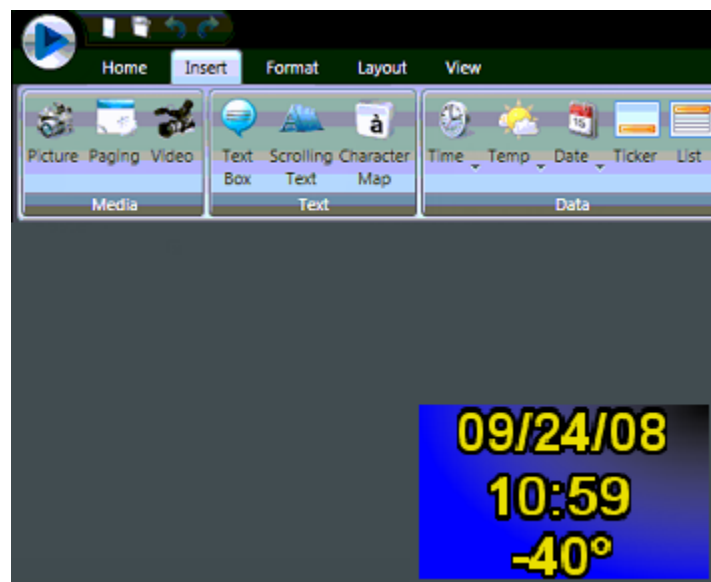 Home Insert Format Layout View
Picture Paging Video Text Box Scrolling Text à Character Map Time Temp 15 Date Ticker List
Media Text Data
09/24/08
10:59
-40°